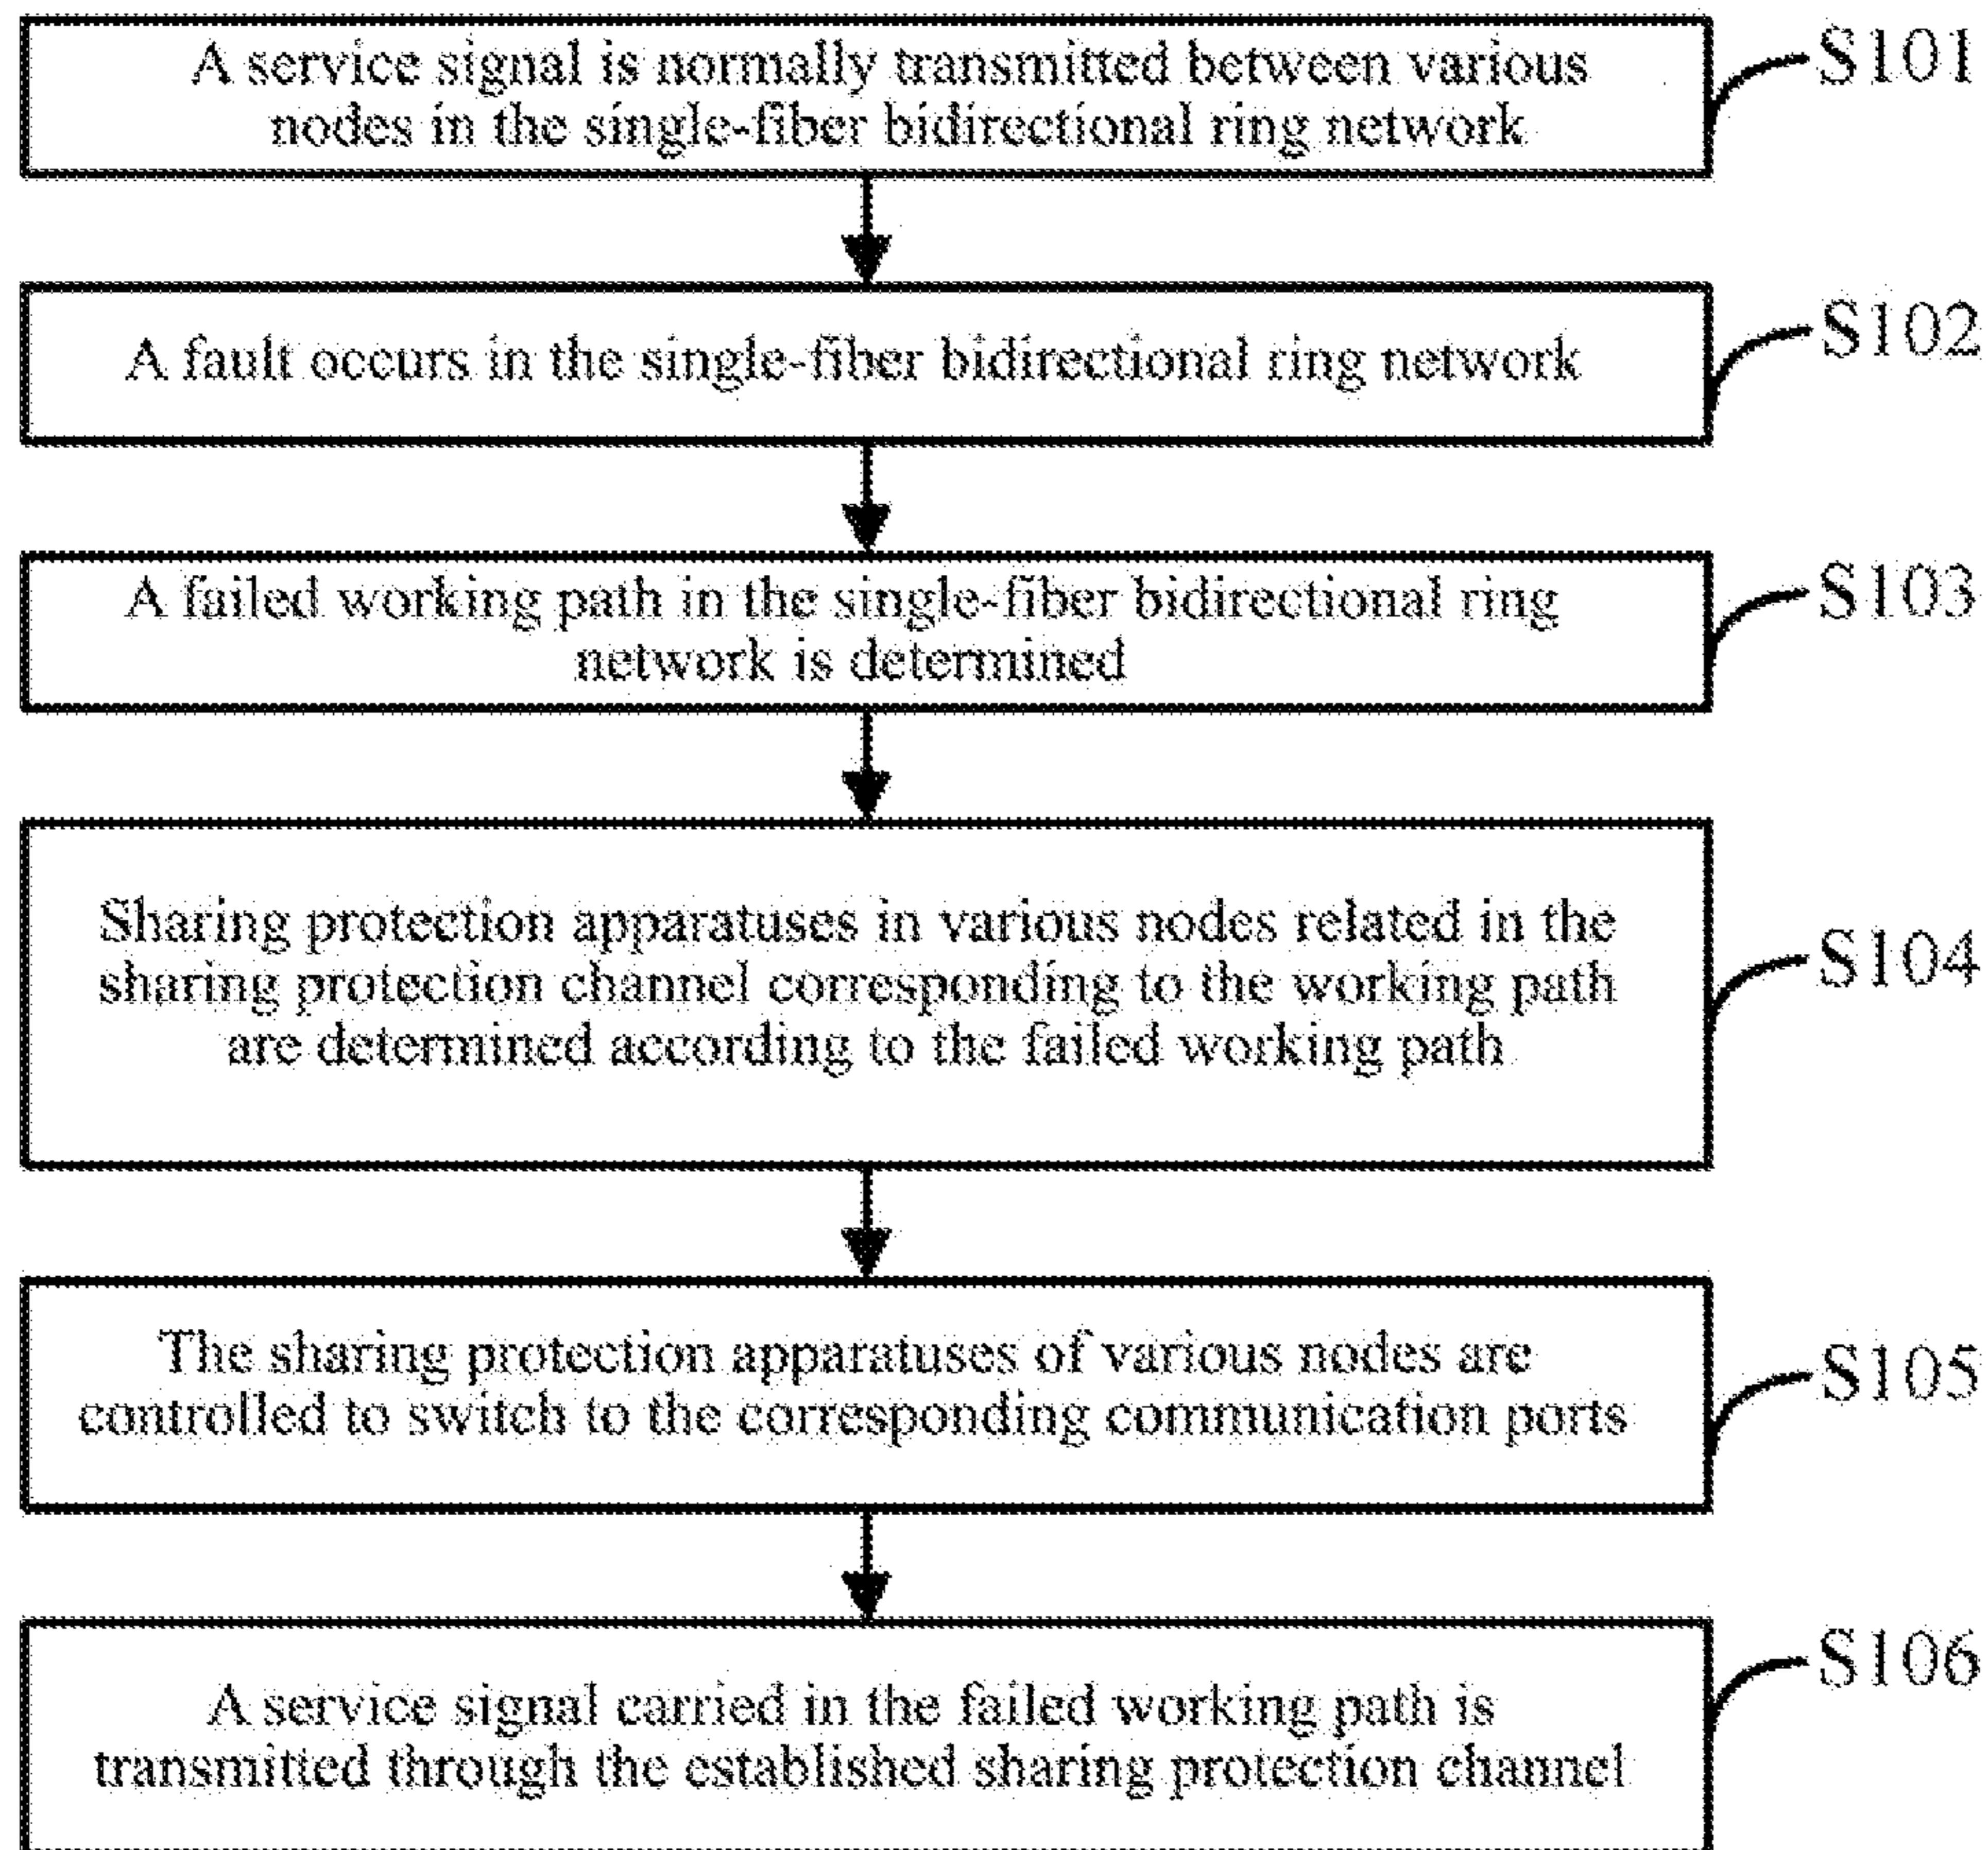 A service signal is normally transmitted between various
nodes in the single-fiber bidirectional ring network
S101
A fault occurs in the single-fiber bidirectional ring network
S102
A failed working path in the single-fiber bidirectional ring
network is determined
S103
Sharing protection apparatuses in various nodes related in the
sharing protection channel corresponding to the working path
are determined according to the failed working path
S104
The sharing protection apparatuses of various nodes are
controlled to switch to the corresponding communication ports
S105
A service signal carried in the failed working path is
transmitted through the established sharing protection channel
S106